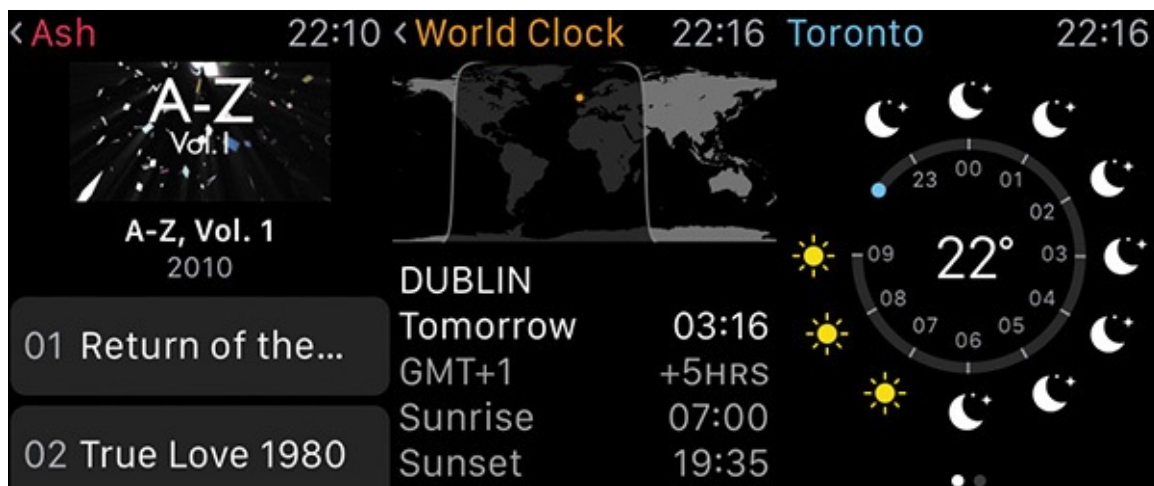 < Ash 22:10
A-Z
Vol. I
A-Z, Vol. 1
2010
01 Return of the...
02 True Love 1980
< World Clock 22:16
DUBLIN
Tomorrow 03:16
GMT+1 +5HRS
Sunrise 07:00
Sunset 19:35
Toronto 22:16
23 00 01
02
22°
09 03
08 04
07 06 05